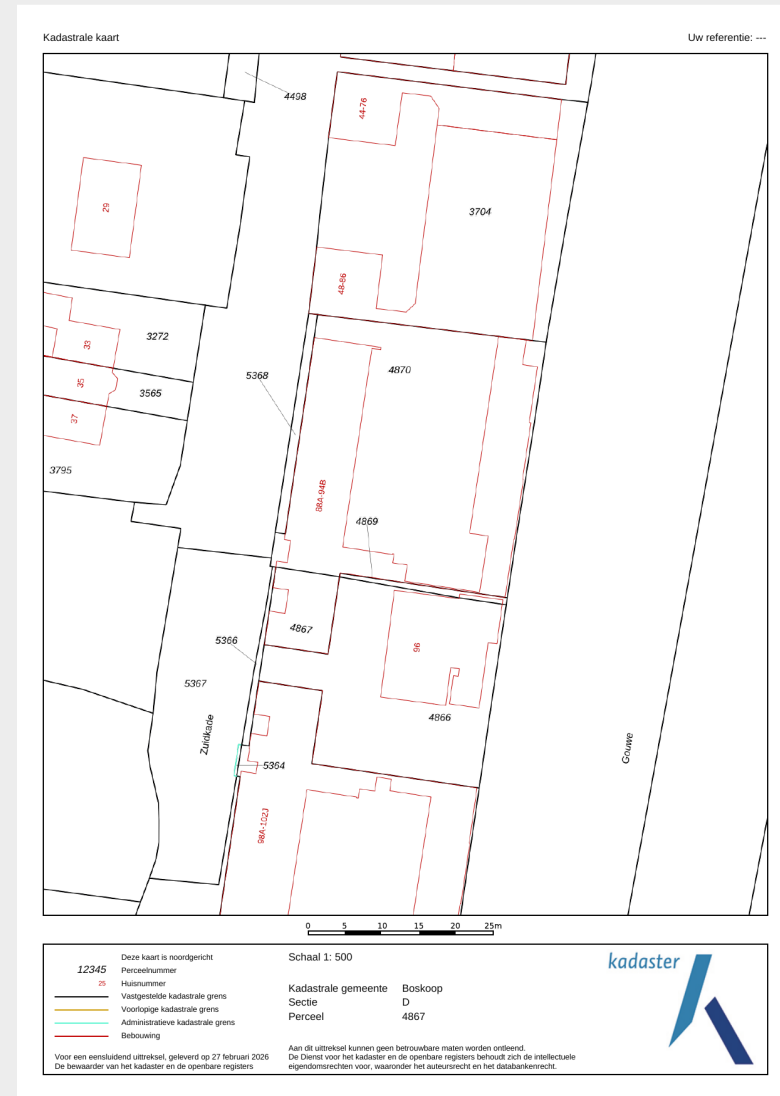 Kadastrale kaart
Uw referentie: ---
4498
44-76
3704
29
48-86
3272
33
5368
4870
35
3565
37
3795
88A-94B
4869
4867
5366
96
5367
4866
Zuidkade
Gouwe
5364
98A-102J
0 5 10 15 20 25m
Deze kaart is noordgericht
12345 Perceelnummer
25 Huisnummer
Vastgestelde kadastrale grens
Voorlopige kadastrale grens
Administratieve kadastrale grens
Bebouwing
Voor een eensluidend uittreksel, geleverd op 27 februari 2026
De bewaarder van het kadaster en de openbare registers
Schaal 1: 500
Kadastrale gemeente Boskoop
Sectie D
Perceel 4867
Aan dit uittreksel kunnen geen betrouwbare maten worden ontleend.
De Dienst voor het kadaster en de openbare registers behoudt zich de intellectuele
eigendomsrechten voor, waaronder het auteursrecht en het databankenrecht.
kadaster